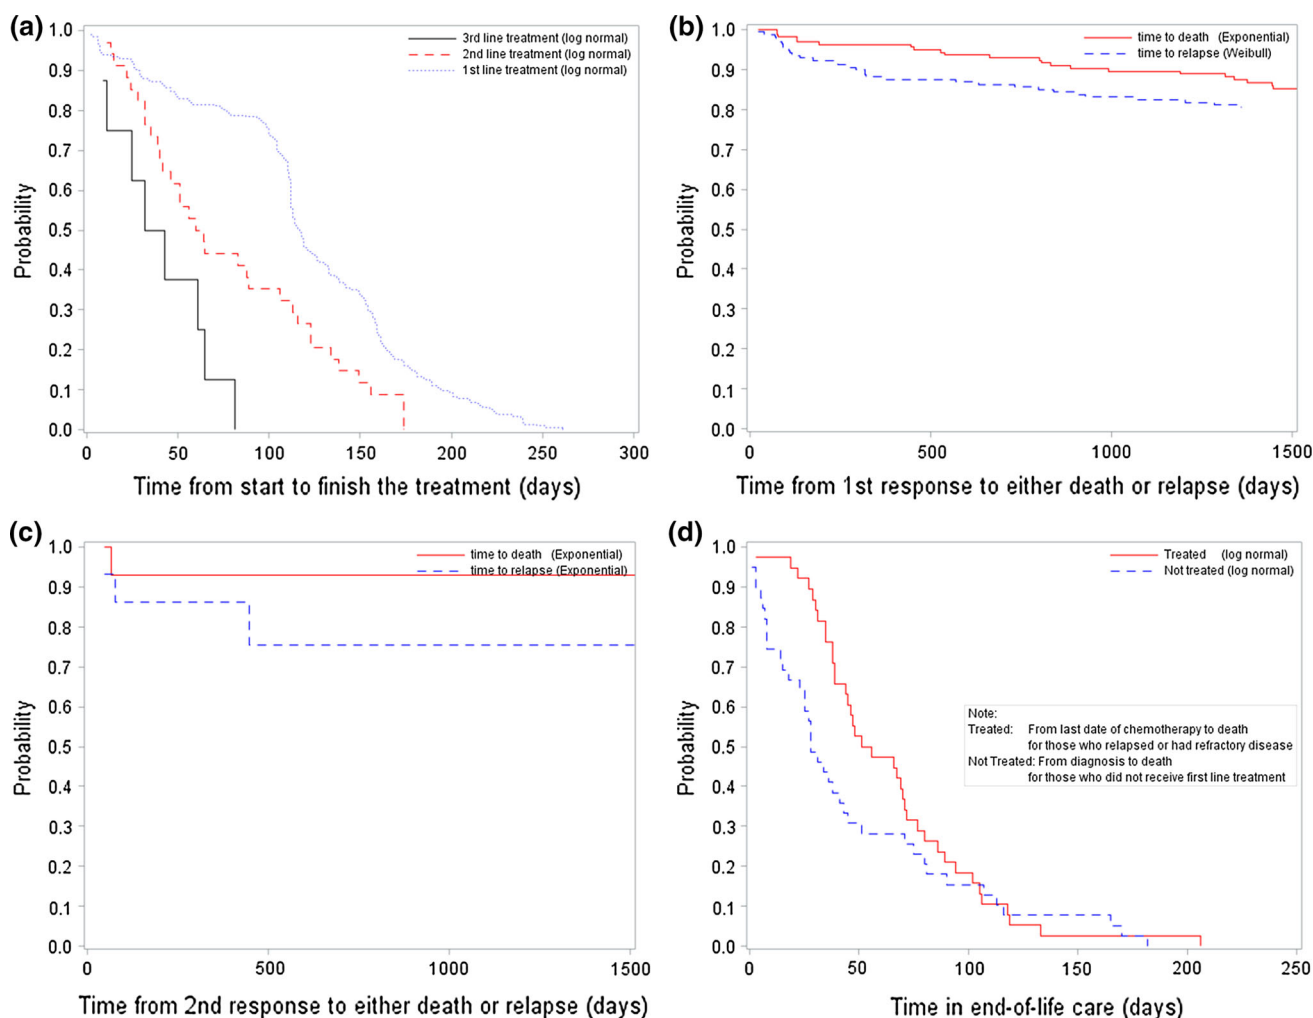 (a)
1.0
0.9
0.8
0.7
0.6
0.5
0.4
0.3
0.2
0.1
0.0
Probability
3rd line treatment (log normal)
2nd line treatment (log normal)
1st line treatment (log normal)
0 50 100 150 200 250 300
Time from start to finish the treatment (days)
(b)
1.0
0.9
0.8
0.7
0.6
0.5
0.4
0.3
0.2
0.1
0.0
Probability
time to death (Exponential)
time to relapse (Weibull)
0 500 1000 1500
Time from 1st response to either death or relapse (days)
(c)
1.0
0.9
0.8
0.7
0.6
0.5
0.4
0.3
0.2
0.1
0.0
Probability
time to death (Exponential)
time to relapse (Exponential)
0 500 1000 1500
Time from 2nd response to either death or relapse (days)
(d)
1.0
0.9
0.8
0.7
0.6
0.5
0.4
0.3
0.2
0.1
0.0
Probability
Treated (log normal)
Not treated (log normal)
Note:
Treated: From last date of chemotherapy to death
for those who relapsed or had refractory disease
Not Treated: From diagnosis to death
for those who did not receive first line treatment
0 50 100 150 200 250
Time in end-of-life care (days)